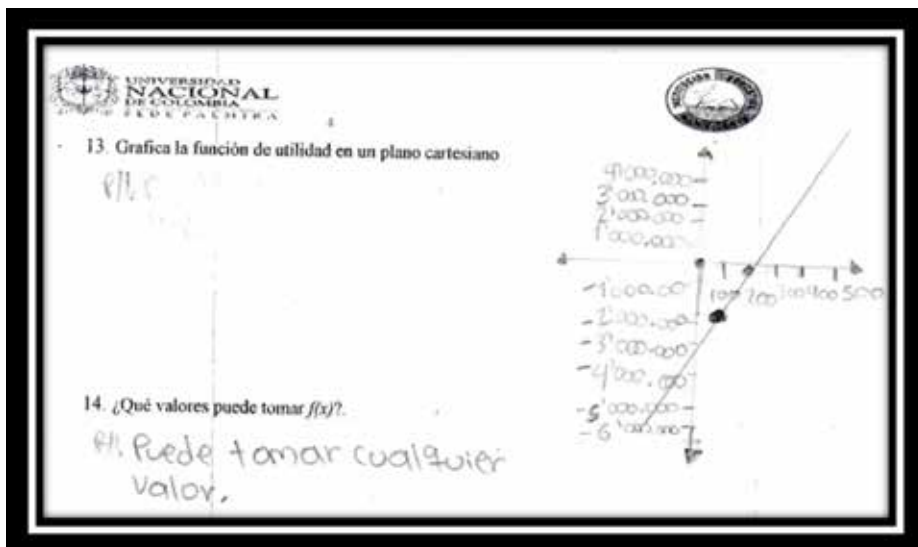 UNIVERSIDAD
NACIONAL
DE COLOMBIA
SEDE PALMIRA
13. Grafica la función de utilidad en un plano cartesiano
4'000,000
3'000.000
2'000.000
1'000,000
-1'000.00
100 200 300 400 500
-2'000.000
-3'000.000
-4'000.000
-5'000.000
-6'000.000
14. ¿Qué valores puede tomar f(x)?.
R//. Puede tomar cualquier
valor.